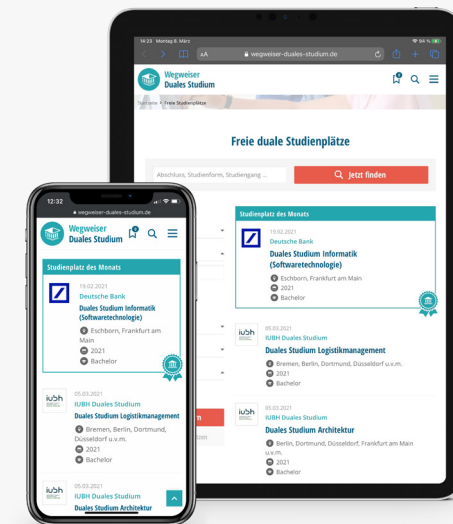 14:23 Montag 8. März
94 %
AA
wegweiser-duales-studium.de
Wegweiser
Duales Studium
Startseite Freie Studienplätze
Freie duale Studienplätze
Abschluss, Studienform, Studiengang ...
Jetzt finden
Studienplatz des Monats
19.02.2021
Deutsche Bank
Duales Studium Informatik
(Softwaretechnologie)
Eschborn, Frankfurt am Main
2021
Bachelor
iubh
05.03.2021
IUBH Duales Studium
Duales Studium Logistikmanagement
Bremen, Berlin, Dortmund, Düsseldorf u.v.m.
2021
Bachelor
iubh
05.03.2021
IUBH Duales Studium
Duales Studium Architektur
Berlin, Dortmund, Düsseldorf, Frankfurt am Main
u.v.m.
2021
Bachelor
12:32
wegweiser-duales-studium.de
Wegweiser
Duales Studium
Studienplatz des Monats
19.02.2021
Deutsche Bank
Duales Studium Informatik
(Softwaretechnologie)
Eschborn, Frankfurt am
Main
2021
Bachelor
iubh
05.03.2021
IUBH Duales Studium
Duales Studium Logistikmanagement
Bremen, Berlin, Dortmund,
Düsseldorf u.v.m.
2021
Bachelor
iubh
05.03.2021
IUBH Duales Studium
Duales Studium Architektur